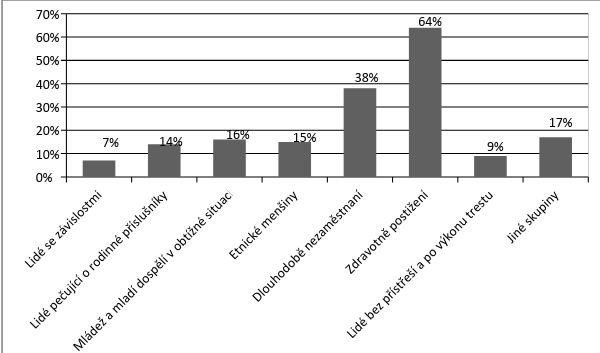 70%
60%
50%
40%
30%
20%
10%
0%
7%
14%
16%
15%
38%
64%
9%
17%
Lidé se závislostmi
Lidé pečující o rodinné příslušníky
Mládež a mladí dospělí v obtížné situaci
Etnické menšiny
Dlouhodobě nezaměstnaní
Zdravotně postižení
Lidé bez přístřeší a po výkonu trestu
Jiné skupiny